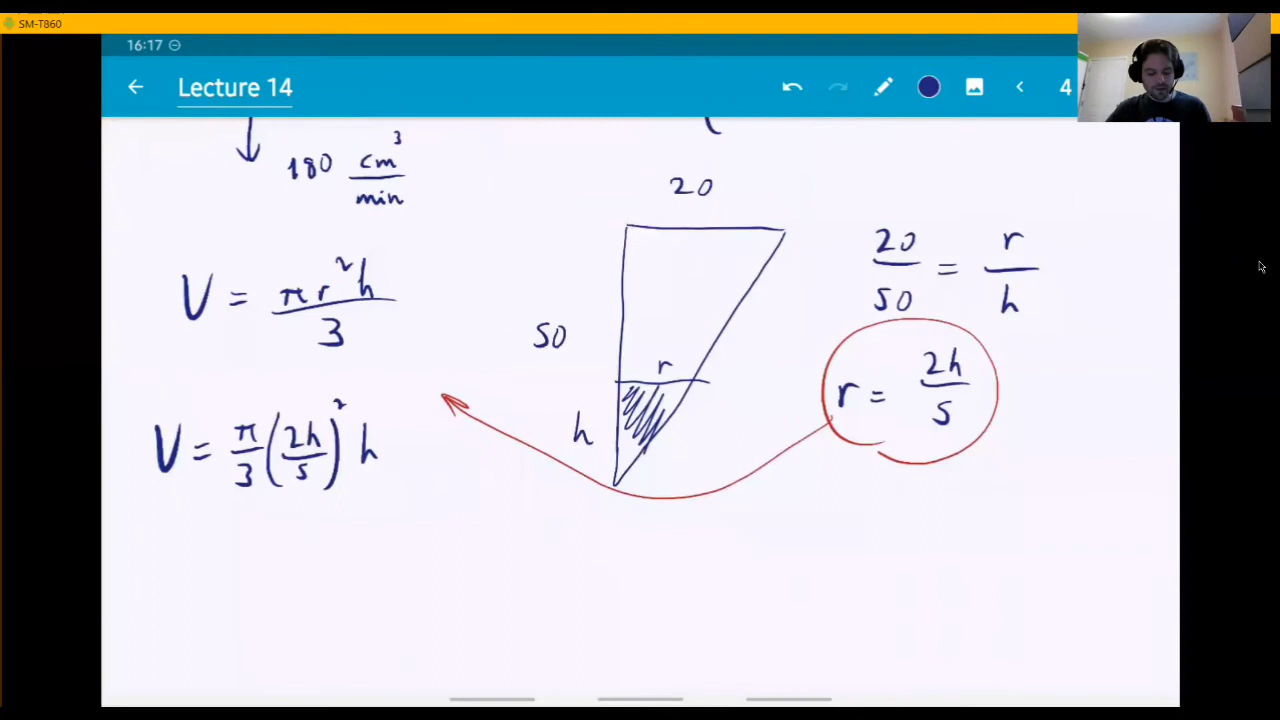 SM-T860
16:17
Lecture 14
4
180 cm³/min
20
V = πr²h/3
20/50 = r/h
50
r
r = 2h/5
h
V = π/3 (2h/5)² h